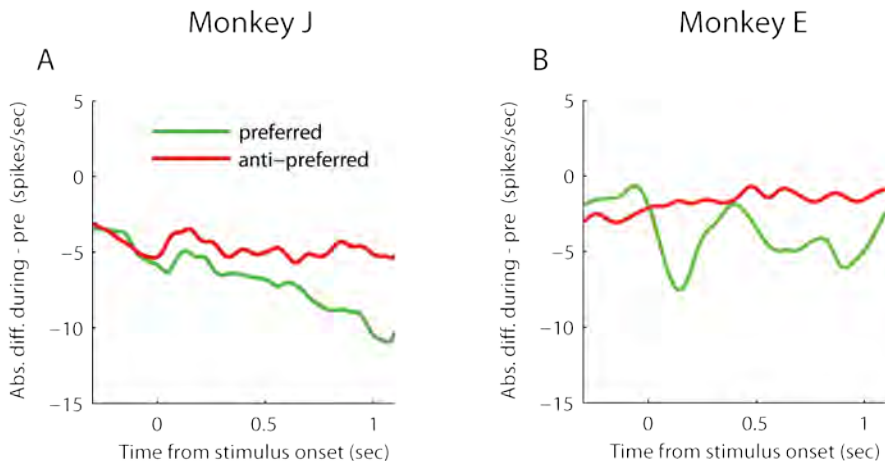 Monkey J
Monkey E
A
B
Abs. diff. during - pre (spikes/sec)
5
0
−5
−10
−15
preferred
anti-preferred
0
0.5
1
Time from stimulus onset (sec)
Abs. diff. during - pre (spikes/sec)
5
0
−5
−10
−15
0
0.5
1
Time from stimulus onset (sec)